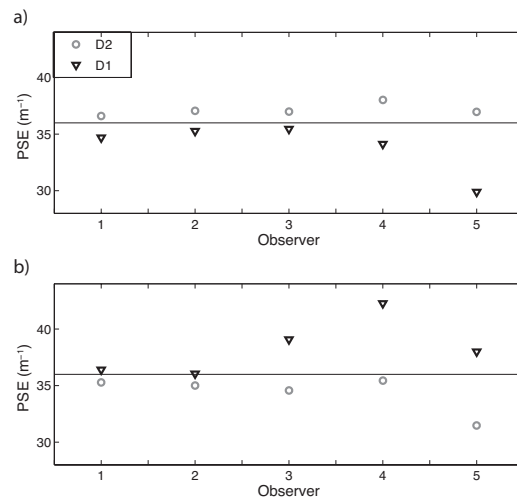 a)
D2
D1
40
35
30
PSE (m⁻¹)
1 2 3 4 5
Observer
b)
40
35
30
PSE (m⁻¹)
1 2 3 4 5
Observer